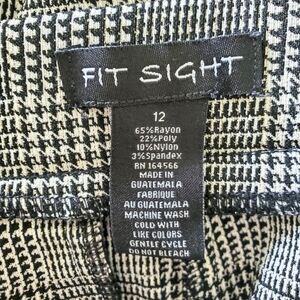 FIT SIGHT
12
65%Rayon
22%Poly
10%Nylon
3%Spandex
RN 164566
MADE IN
GUATEMALA
FABRIQUE
AU GUATEMALA
MACHINE WASH
COLD WITH
LIKE COLORS
GENTLE CYCLE
DO NOT BLEACH